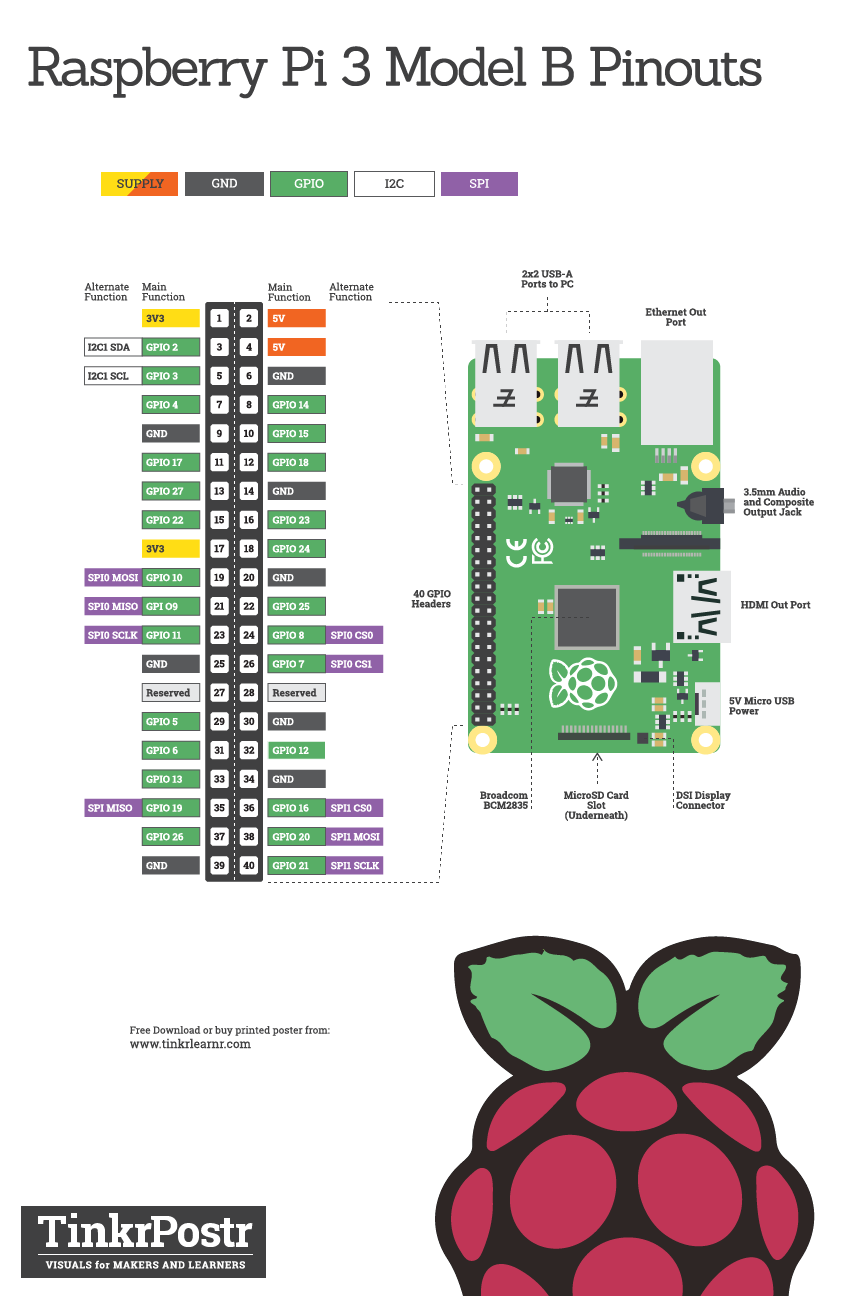 Raspberry Pi 3 Model B Pinouts
SUPPLY GND GPIO I2C SPI
Alternate Function Main Function Main Function Alternate Function
3V3 1 2 5V
I2C1 SDA GPIO 2 3 4 5V
I2C1 SCL GPIO 3 5 6 GND
GPIO 4 7 8 GPIO 14
GND 9 10 GPIO 15
GPIO 17 11 12 GPIO 18
GPIO 27 13 14 GND
GPIO 22 15 16 GPIO 23
3V3 17 18 GPIO 24
SPI0 MOSI GPIO 10 19 20 GND
SPI0 MISO GPI O9 21 22 GPIO 25
SPI0 SCLK GPIO 11 23 24 GPIO 8 SPI0 CS0
GND 25 26 GPIO 7 SPI0 CS1
Reserved 27 28 Reserved
GPIO 5 29 30 GND
GPIO 6 31 32 GPIO 12
GPIO 13 33 34 GND
SPI MISO GPIO 19 35 36 GPIO 16 SPI1 CS0
GPIO 26 37 38 GPIO 20 SPI1 MOSI
GND 39 40 GPIO 21 SPI1 SCLK
2x2 USB-A
Ports to PC
Ethernet Out
Port
3.5mm Audio
and Composite
Output Jack
CE FC
40 GPIO
Headers
HDMI Out Port
5V Micro USB
Power
Broadcom
BCM2835
MicroSD Card
Slot
(Underneath)
DSI Display
Connector
Free Download or buy printed poster from:
www.tinkrlearnr.com
TinkrPostr
VISUALS for MAKERS AND LEARNERS